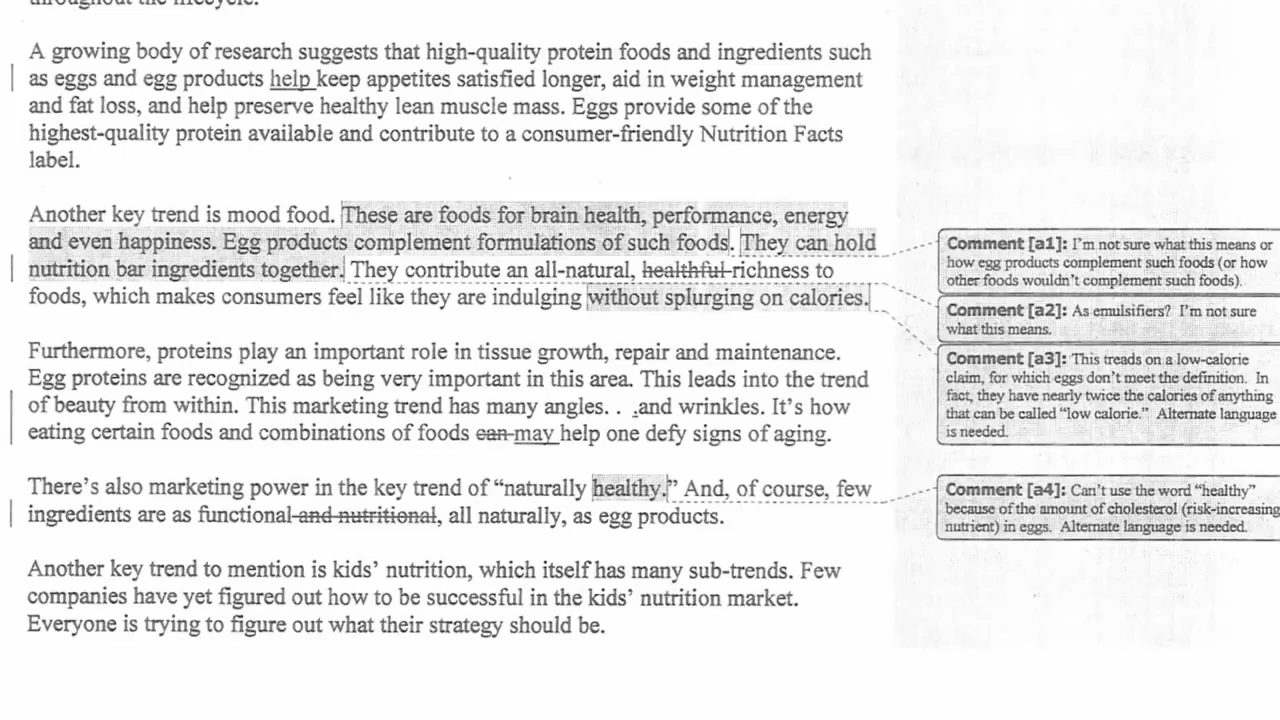 throughout the lifecycle.
A growing body of research suggests that high-quality protein foods and ingredients such
as eggs and egg products help keep appetites satisfied longer, aid in weight management
and fat loss, and help preserve healthy lean muscle mass. Eggs provide some of the
highest-quality protein available and contribute to a consumer-friendly Nutrition Facts
label.
Another key trend is mood food. These are foods for brain health, performance, energy
and even happiness. Egg products complement formulations of such foods. They can hold
nutrition bar ingredients together. They contribute an all-natural, healthful richness to
foods, which makes consumers feel like they are indulging without splurging on calories.
Furthermore, proteins play an important role in tissue growth, repair and maintenance.
Egg proteins are recognized as being very important in this area. This leads into the trend
of beauty from within. This marketing trend has many angles. . .and wrinkles. It's how
eating certain foods and combinations of foods can may help one defy signs of aging.
There's also marketing power in the key trend of “naturally healthy.” And, of course, few
ingredients are as functional and nutritional, all naturally, as egg products.
Another key trend to mention is kids' nutrition, which itself has many sub-trends. Few
companies have yet figured out how to be successful in the kids' nutrition market.
Everyone is trying to figure out what their strategy should be.
Comment [a1]: I'm not sure what this means or
how egg products complement such foods (or how
other foods wouldn't complement such foods).
Comment [a2]: As emulsifiers? I'm not sure
what this means.
Comment [a3]: This treads on a low-calorie
claim, for which eggs don't meet the definition. In
fact, they have nearly twice the calories of anything
that can be called “low calorie.” Alternate language
is needed.
Comment [a4]: Can't use the word “healthy”
because of the amount of cholesterol (risk-increasing
nutrient) in eggs. Alternate language is needed.